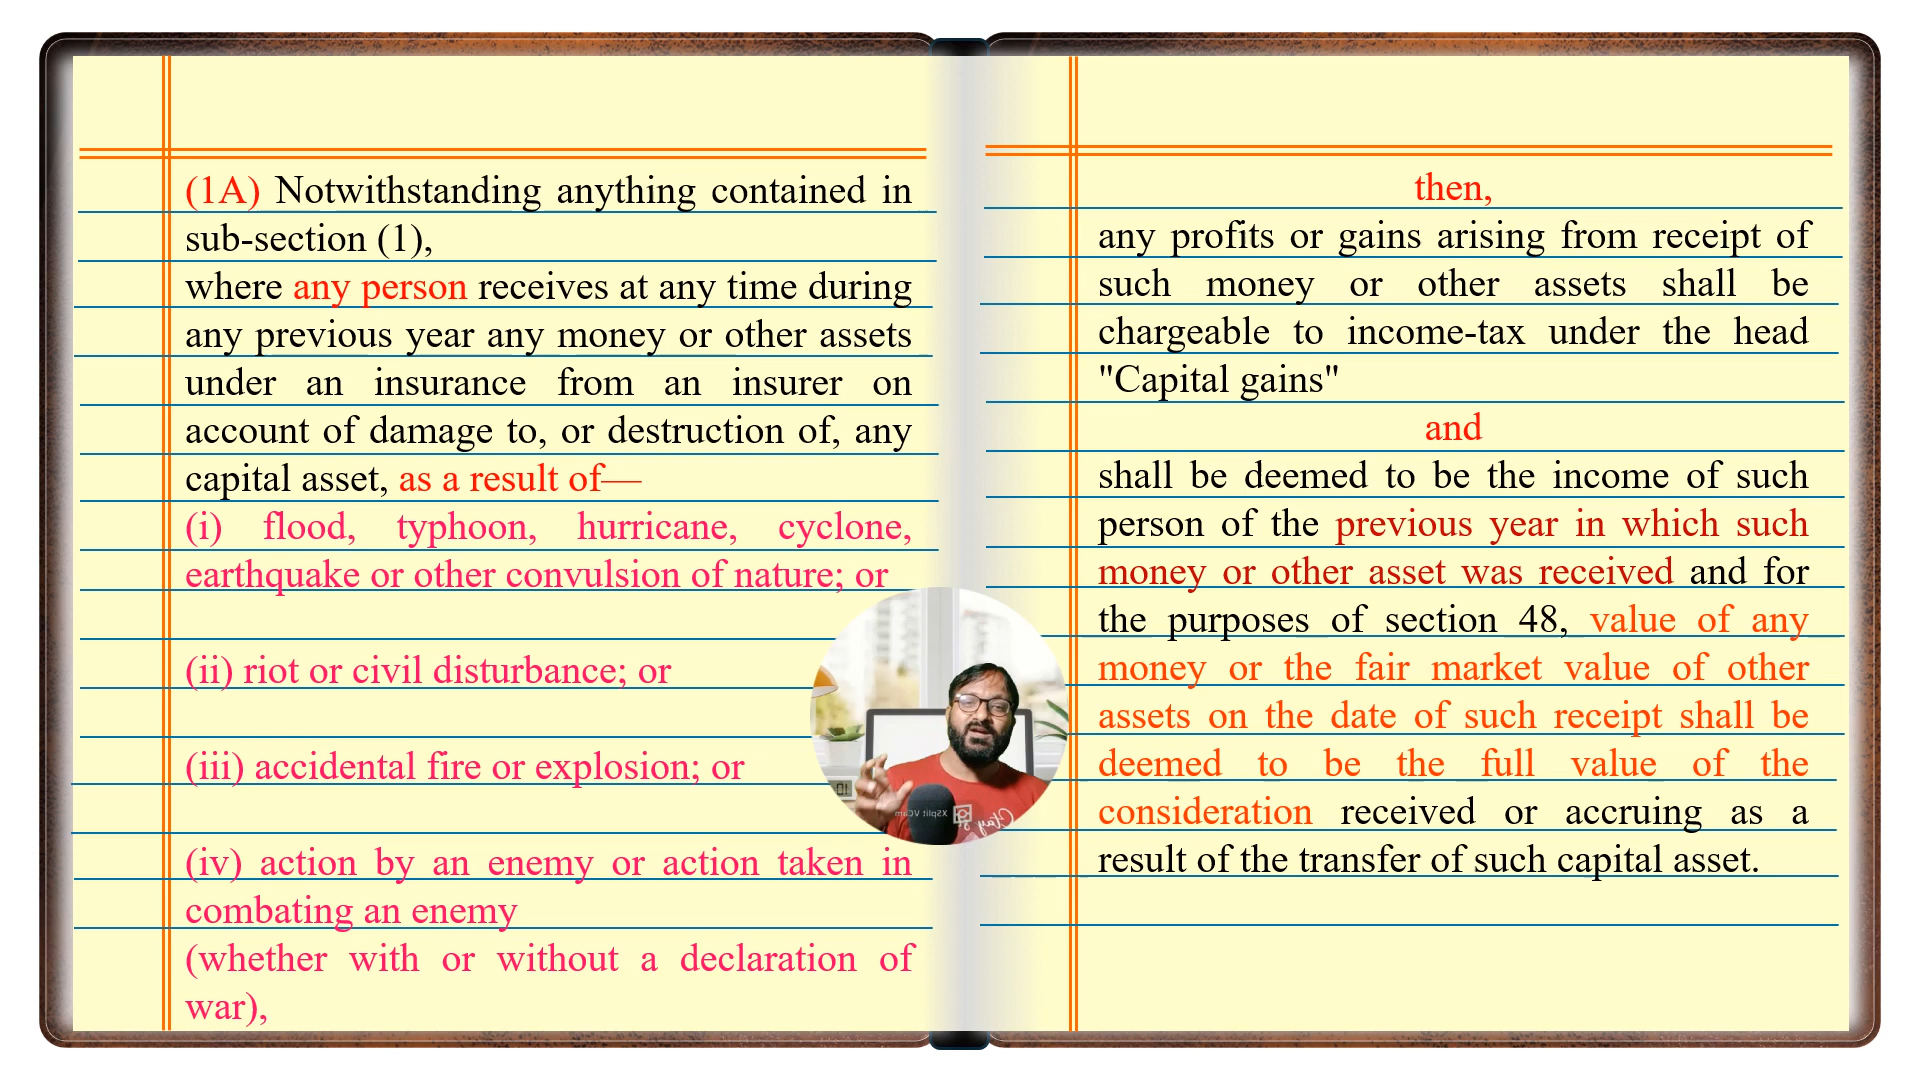 (1A) Notwithstanding anything contained in
sub-section (1),
where any person receives at any time during
any previous year any money or other assets
under an insurance from an insurer on
account of damage to, or destruction of, any
capital asset, as a result of—
(i) flood, typhoon, hurricane, cyclone,
earthquake or other convulsion of nature; or
(ii) riot or civil disturbance; or
(iii) accidental fire or explosion; or
(iv) action by an enemy or action taken in
combating an enemy
(whether with or without a declaration of
war),
then,
any profits or gains arising from receipt of
such money or other assets shall be
chargeable to income-tax under the head
"Capital gains"
and
shall be deemed to be the income of such
person of the previous year in which such
money or other asset was received and for
the purposes of section 48, value of any
money or the fair market value of other
assets on the date of such receipt shall be
deemed to be the full value of the
consideration received or accruing as a
result of the transfer of such capital asset.
XSplit VCam